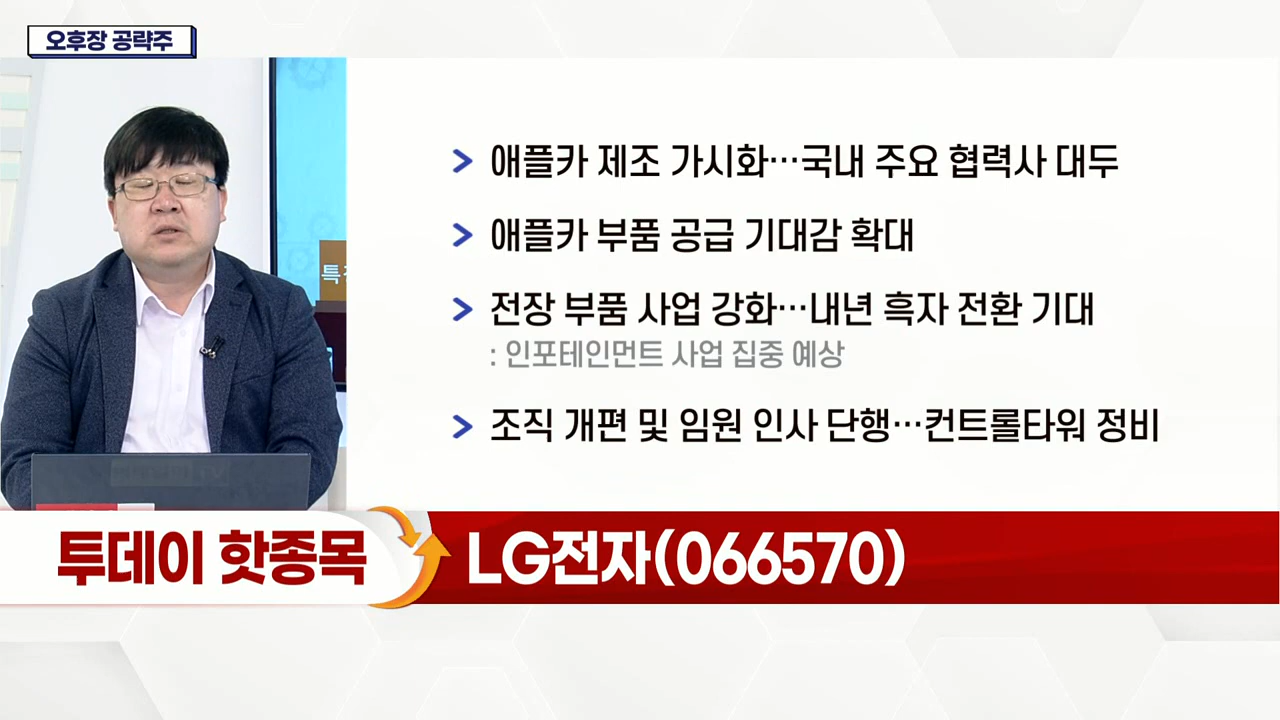 오후장 공략주
특
> 애플카 제조 가시화…국내 주요 협력사 대두
> 애플카 부품 공급 기대감 확대
> 전장 부품 사업 강화…내년 흑자 전환 기대
: 인포테인먼트 사업 집중 예상
> 조직 개편 및 임원 인사 단행…컨트롤타워 정비
투데이 핫종목
LG전자(066570)